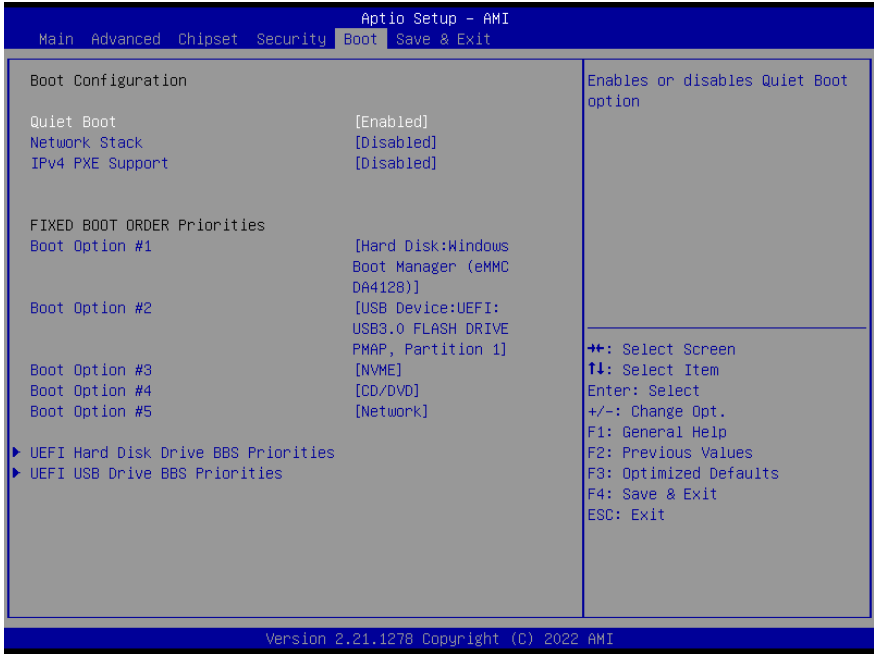 Aptio Setup – AMI
Main Advanced Chipset Security Boot Save & Exit
Boot Configuration
Quiet Boot [Enabled]
Network Stack [Disabled]
IPv4 PXE Support [Disabled]
FIXED BOOT ORDER Priorities
Boot Option #1 [Hard Disk:Windows
Boot Manager (eMMC
DA4128)]
Boot Option #2 [USB Device:UEFI:
USB3.0 FLASH DRIVE
PMAP, Partition 1]
Boot Option #3 [NVME]
Boot Option #4 [CD/DVD]
Boot Option #5 [Network]
UEFI Hard Disk Drive BBS Priorities
UEFI USB Drive BBS Priorities
Enables or disables Quiet Boot
option
→←: Select Screen
↑↓: Select Item
Enter: Select
+/-: Change Opt.
F1: General Help
F2: Previous Values
F3: Optimized Defaults
F4: Save & Exit
ESC: Exit
Version 2.21.1278 Copyright (C) 2022 AMI